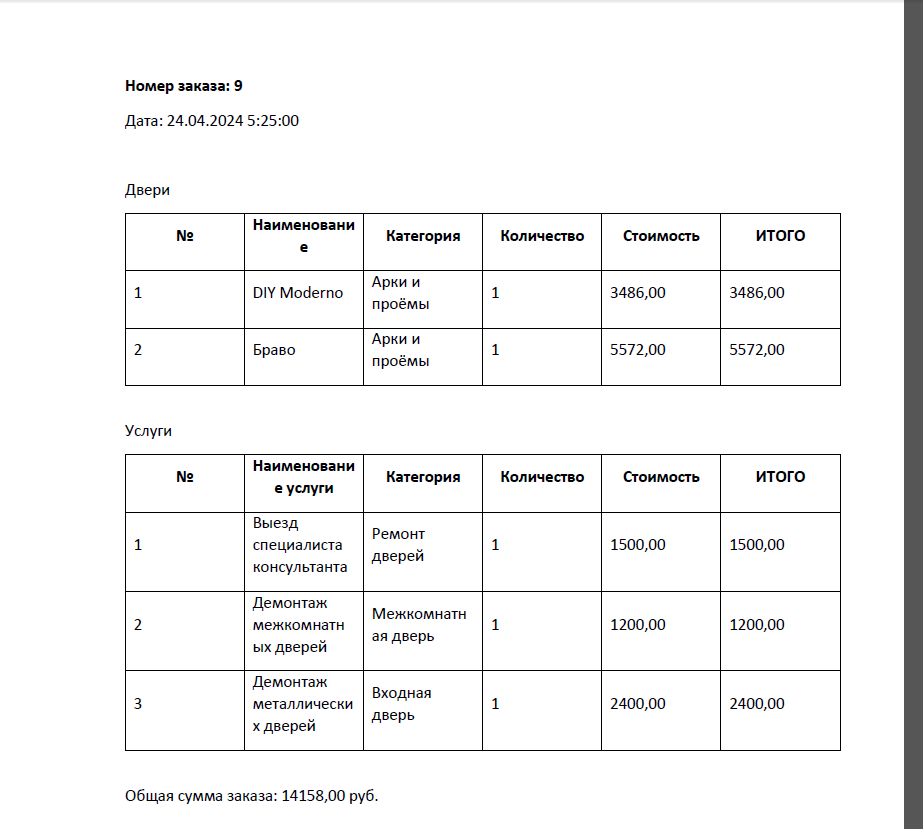 Номер заказа: 9
Дата: 24.04.2024 5:25:00
Двери
№ Наименовани Категория Количество Стоимость ИТОГО
е
1 DIY Moderno Арки и 1 3486,00 3486,00
проёмы
2 Браво Арки и 1 5572,00 5572,00
проёмы
Услуги
№ Наименовани Категория Количество Стоимость ИТОГО
е услуги
1 Выезд Ремонт 1 1500,00 1500,00
специалиста дверей
консультанта
2 Демонтаж Межкомнатн 1 1200,00 1200,00
межкомнатн ая дверь
ых дверей
3 Демонтаж Входная 1 2400,00 2400,00
металлически дверь
х дверей
Общая сумма заказа: 14158,00 руб.